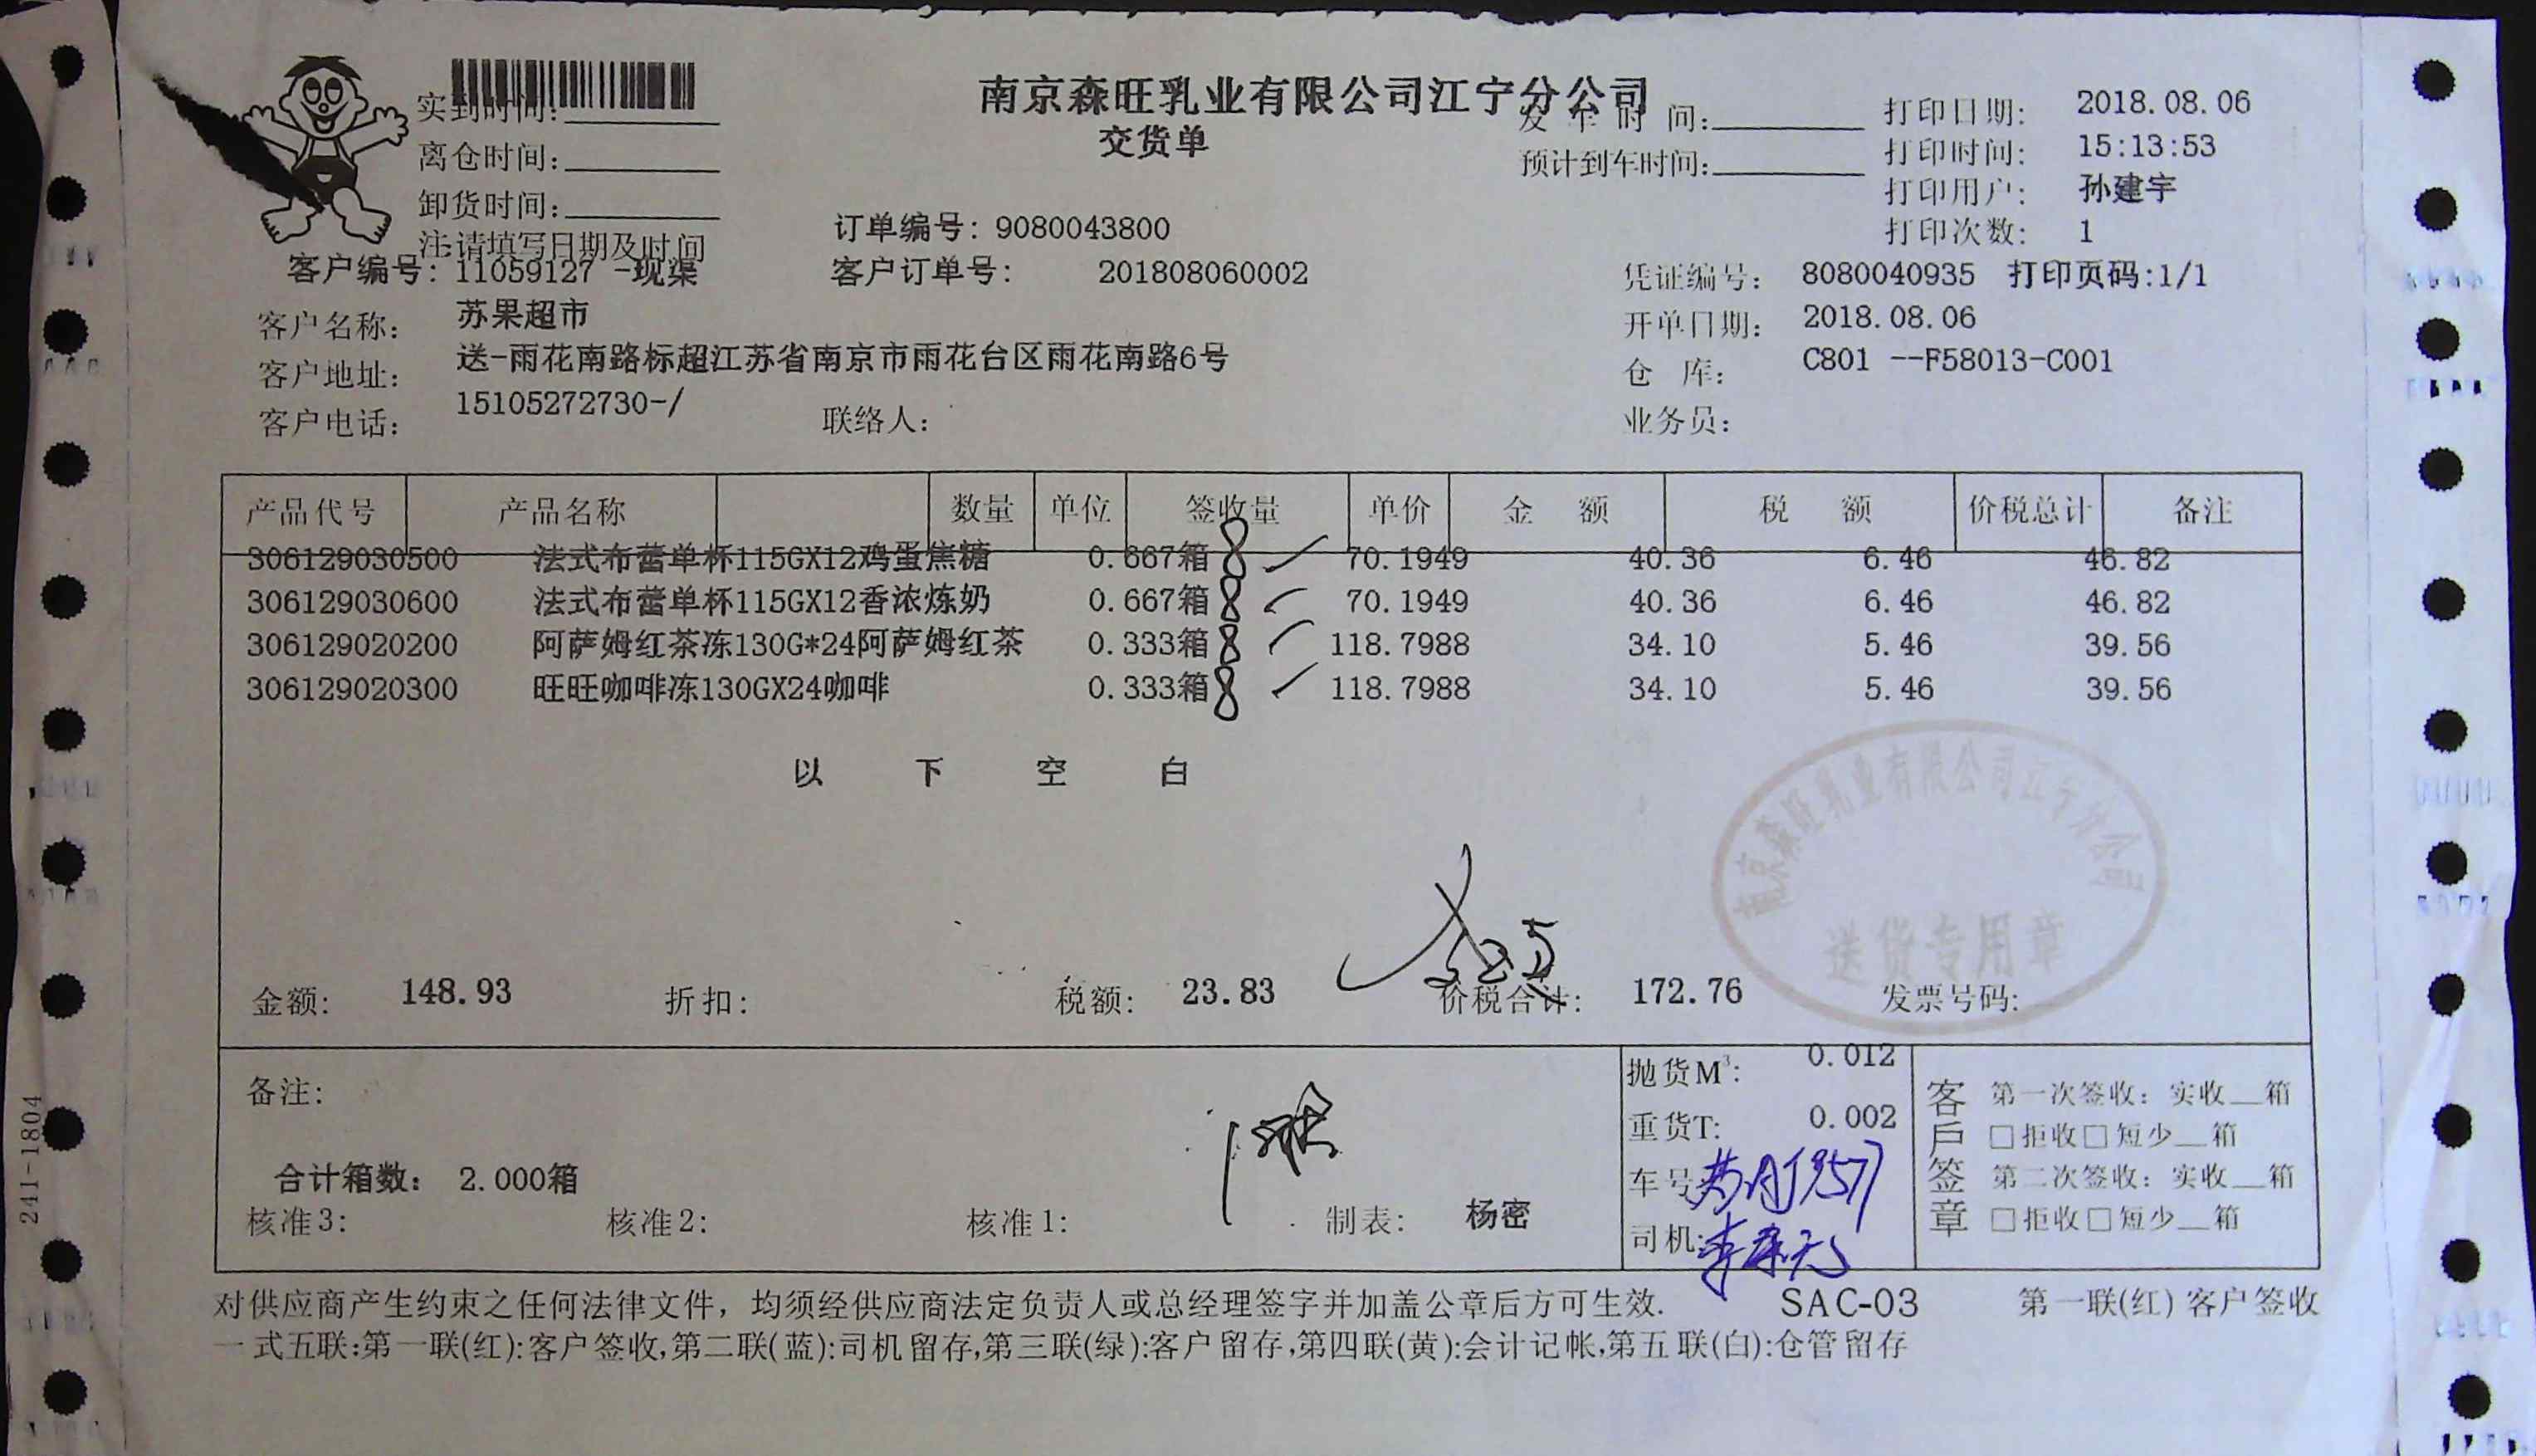 南京森旺乳业有限公司江宁分公司
交货单
实到时间:
离仓时间:
卸货时间:
注:请填写日期及时间
发车时间:
预计到车时间:
打印日期: 2018.08.06
打印时间: 15:13:53
打印用户: 孙建宇
打印次数: 1
订单编号: 9080043800
客户编号: 11059127 -现渠 客户订单号: 201808060002 凭证编号: 8080040935 打印页码:1/1
客户名称: 苏果超市 开单日期: 2018.08.06
客户地址: 送-雨花南路标超江苏省南京市雨花台区雨花南路6号 仓 库: C801 --F58013-C001
客户电话: 15105272730-/ 联络人: 业务员:
产品代号 产品名称 数量 单位 签收量 单价 金 额 税 额 价税总计 备注
306129030500 法式布蕾单杯115GX12鸡蛋焦糖 0.667箱 8 70.1949 40.36 6.46 46.82
306129030600 法式布蕾单杯115GX12香浓炼奶 0.667箱 8 70.1949 40.36 6.46 46.82
306129020200 阿萨姆红茶冻130G*24阿萨姆红茶 0.333箱 8 118.7988 34.10 5.46 39.56
306129020300 旺旺咖啡冻130GX24咖啡 0.333箱 8 118.7988 34.10 5.46 39.56
以 下 空 白
南京森旺乳业有限公司江宁分公司
送货专用章
金额: 148.93 折扣: 税额: 23.83 价税合计: 172.76 发票号码:
备注:
合计箱数: 2.000箱
核准3: 核准2: 核准1: 制表: 杨密
抛货M³: 0.012
重货T: 0.002
车号
司机:
客戶签章
第一次签收: 实收__箱
□拒收□短少__箱
第二次签收: 实收__箱
□拒收□短少__箱
对供应商产生约束之任何法律文件，均须经供应商法定负责人或总经理签字并加盖公章后方可生效. SAC-03 第一联(红)客户签收
一式五联:第一联(红):客户签收,第二联(蓝):司机留存,第三联(绿):客户留存,第四联(黄):会计记帐,第五联(白):仓管留存
241-1804